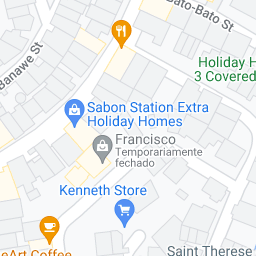 Bato-Bato St
Banawe St
Holiday H
3 Covered
Sabon Station Extra
Holiday Homes
Francisco
Temporariamente
fechado
Kenneth Store
eArt Coffee
Saint Therese